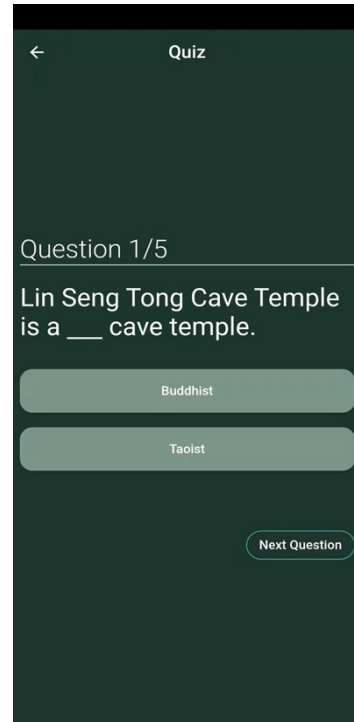 Quiz
Question 1/5
Lin Seng Tong Cave Temple
is a ___ cave temple.
Buddhist
Taoist
Next Question